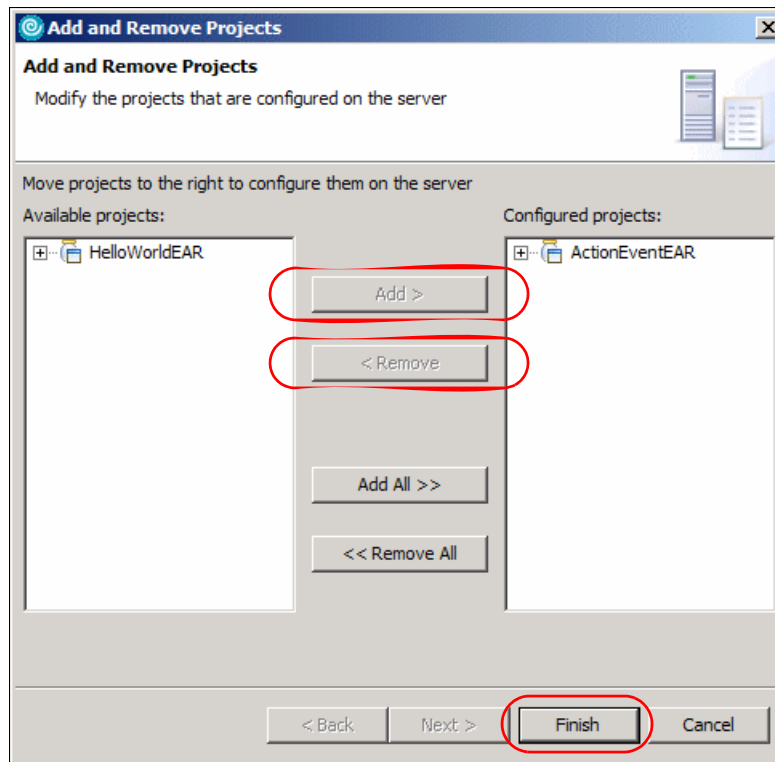 Add and Remove Projects
Add and Remove Projects
Modify the projects that are configured on the server
Move projects to the right to configure them on the server
Available projects:
Configured projects:
HelloWorldEAR
ActionEventEAR
Add >
< Remove
Add All >>
<< Remove All
< Back
Next >
Finish
Cancel